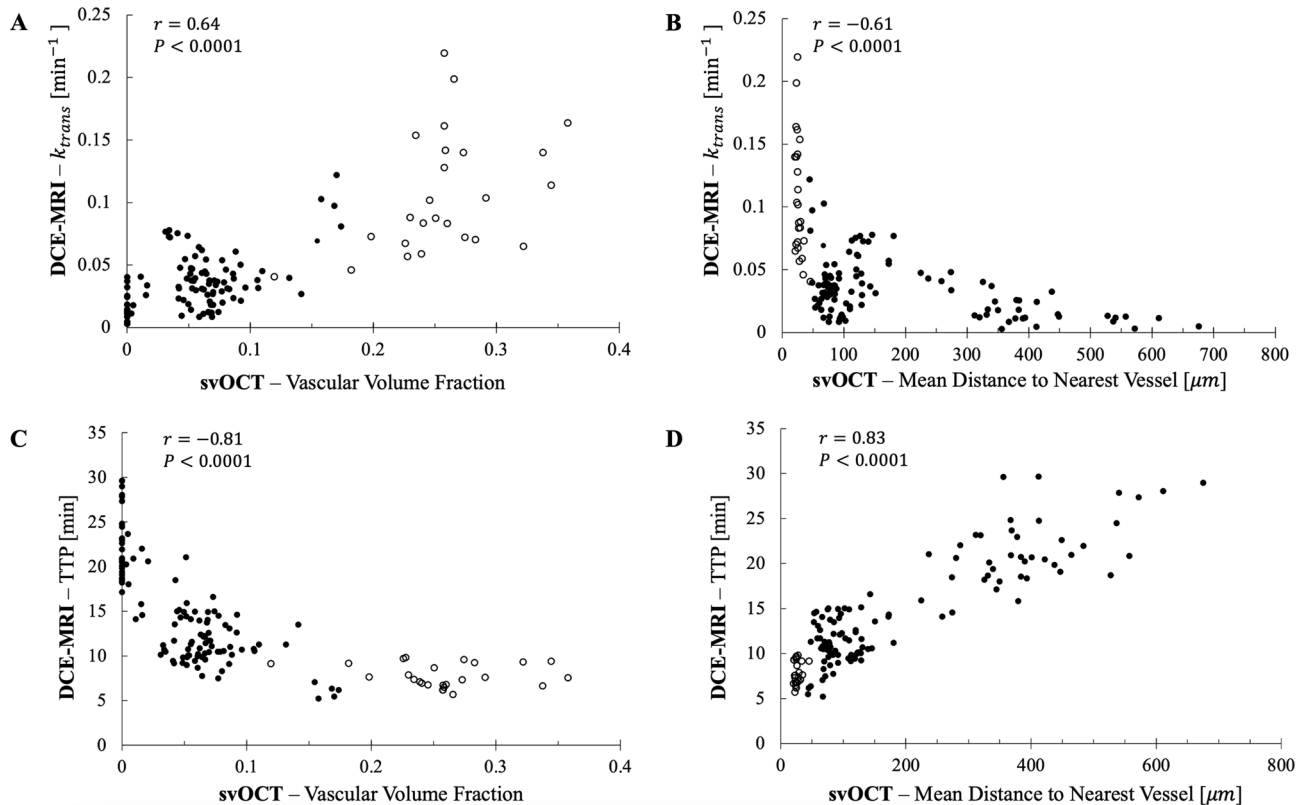 A
r = 0.64
P < 0.0001
DCE-MRI – k_trans [min⁻¹]
0.25
0.2
0.15
0.1
0.05
0
0
0.1
0.2
0.3
0.4
svOCT – Vascular Volume Fraction
B
r = −0.61
P < 0.0001
DCE-MRI – k_trans [min⁻¹]
0.25
0.2
0.15
0.1
0.05
0
0
100
200
300
400
500
600
700
800
svOCT – Mean Distance to Nearest Vessel [μm]
C
r = −0.81
P < 0.0001
DCE-MRI – TTP [min]
35
30
25
20
15
10
5
0
0
0.1
0.2
0.3
0.4
svOCT – Vascular Volume Fraction
D
r = 0.83
P < 0.0001
DCE-MRI – TTP [min]
35
30
25
20
15
10
5
0
0
200
400
600
800
svOCT – Mean Distance to Nearest Vessel [μm]